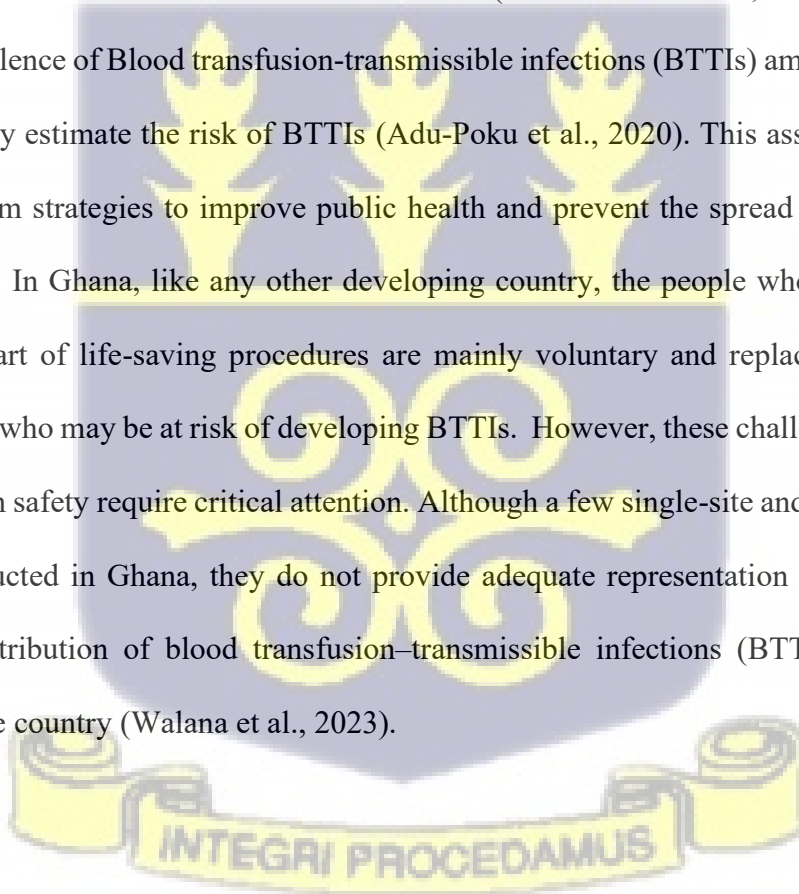 lence of Blood transfusion-transmissible infections (BTTIs) am
y estimate the risk of BTTIs (Adu-Poku et al., 2020). This ass
m strategies to improve public health and prevent the spread
In Ghana, like any other developing country, the people who
art of life-saving procedures are mainly voluntary and replac
who may be at risk of developing BTTIs. However, these chall
n safety require critical attention. Although a few single-site and
ucted in Ghana, they do not provide adequate representation
tribution of blood transfusion–transmissible infections (BTT
e country (Walana et al., 2023).
INTEGRI PROCEDAMUS